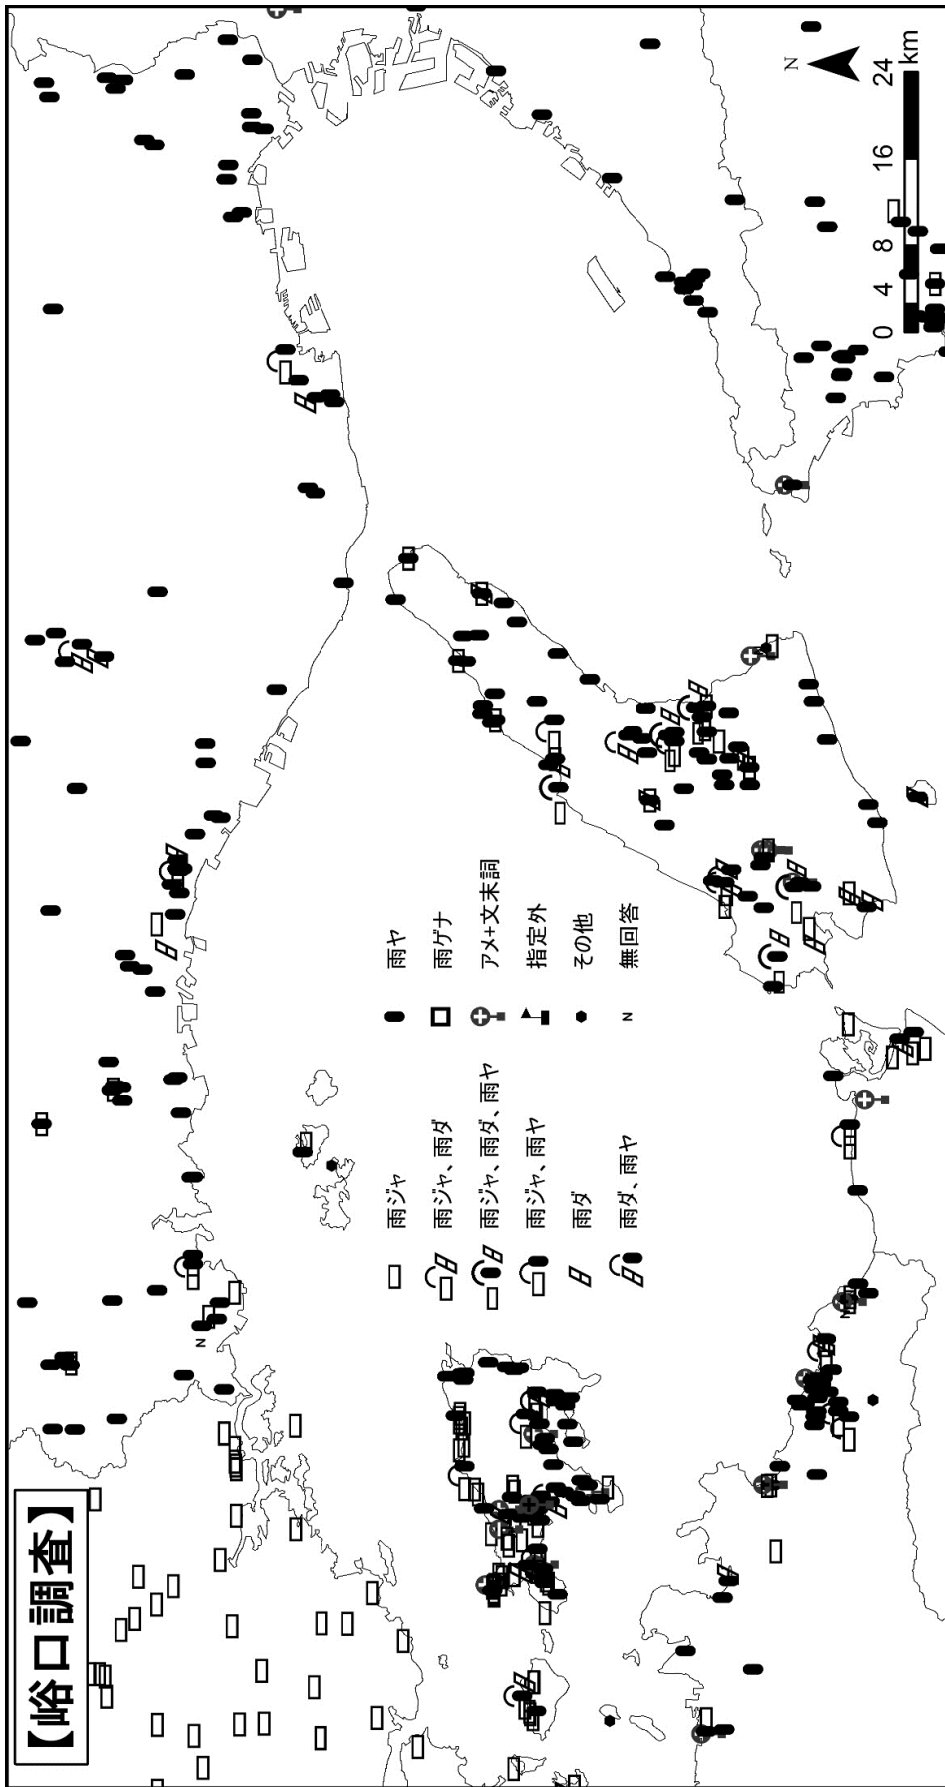 【峪口調査】
雨ジャ
雨ジャ、雨ダ
雨ジャ、雨ダ、雨ヤ
雨ジャ、雨ヤ
雨ダ
雨ダ、雨ヤ
雨ヤ
雨ゲナ
アメ+文末詞
指定外
その他
N 無回答
N
N
N
0 4 8 16 24
km